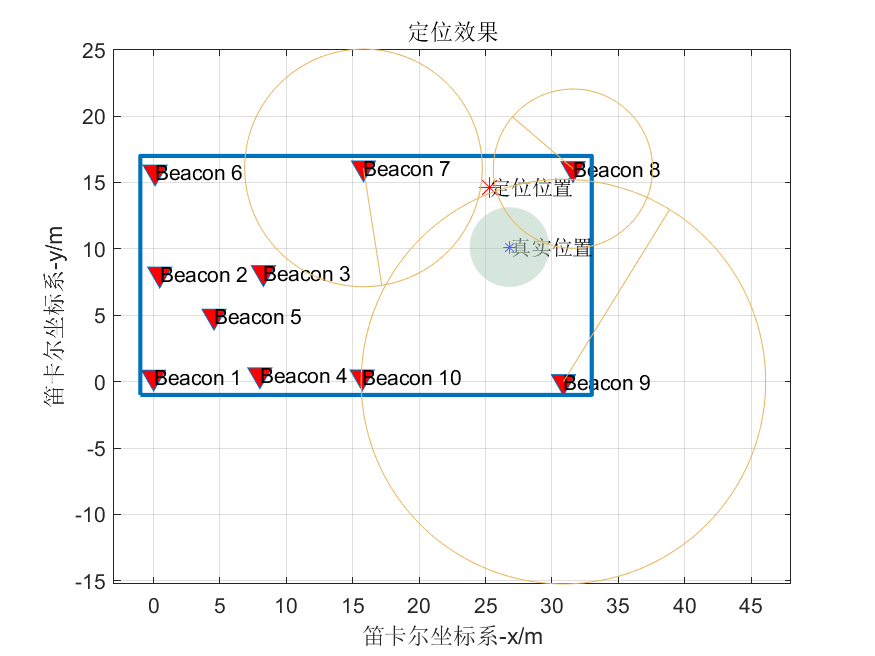 定位效果
25
20
15
10
5
0
-5
-10
-15
笛卡尔坐标系-y/m
Beacon 6
Beacon 7
Beacon 8
定位位置
真实位置
Beacon 2
Beacon 3
Beacon 5
Beacon 1
Beacon 4
Beacon 10
Beacon 9
0 5 10 15 20 25 30 35 40 45
笛卡尔坐标系-x/m